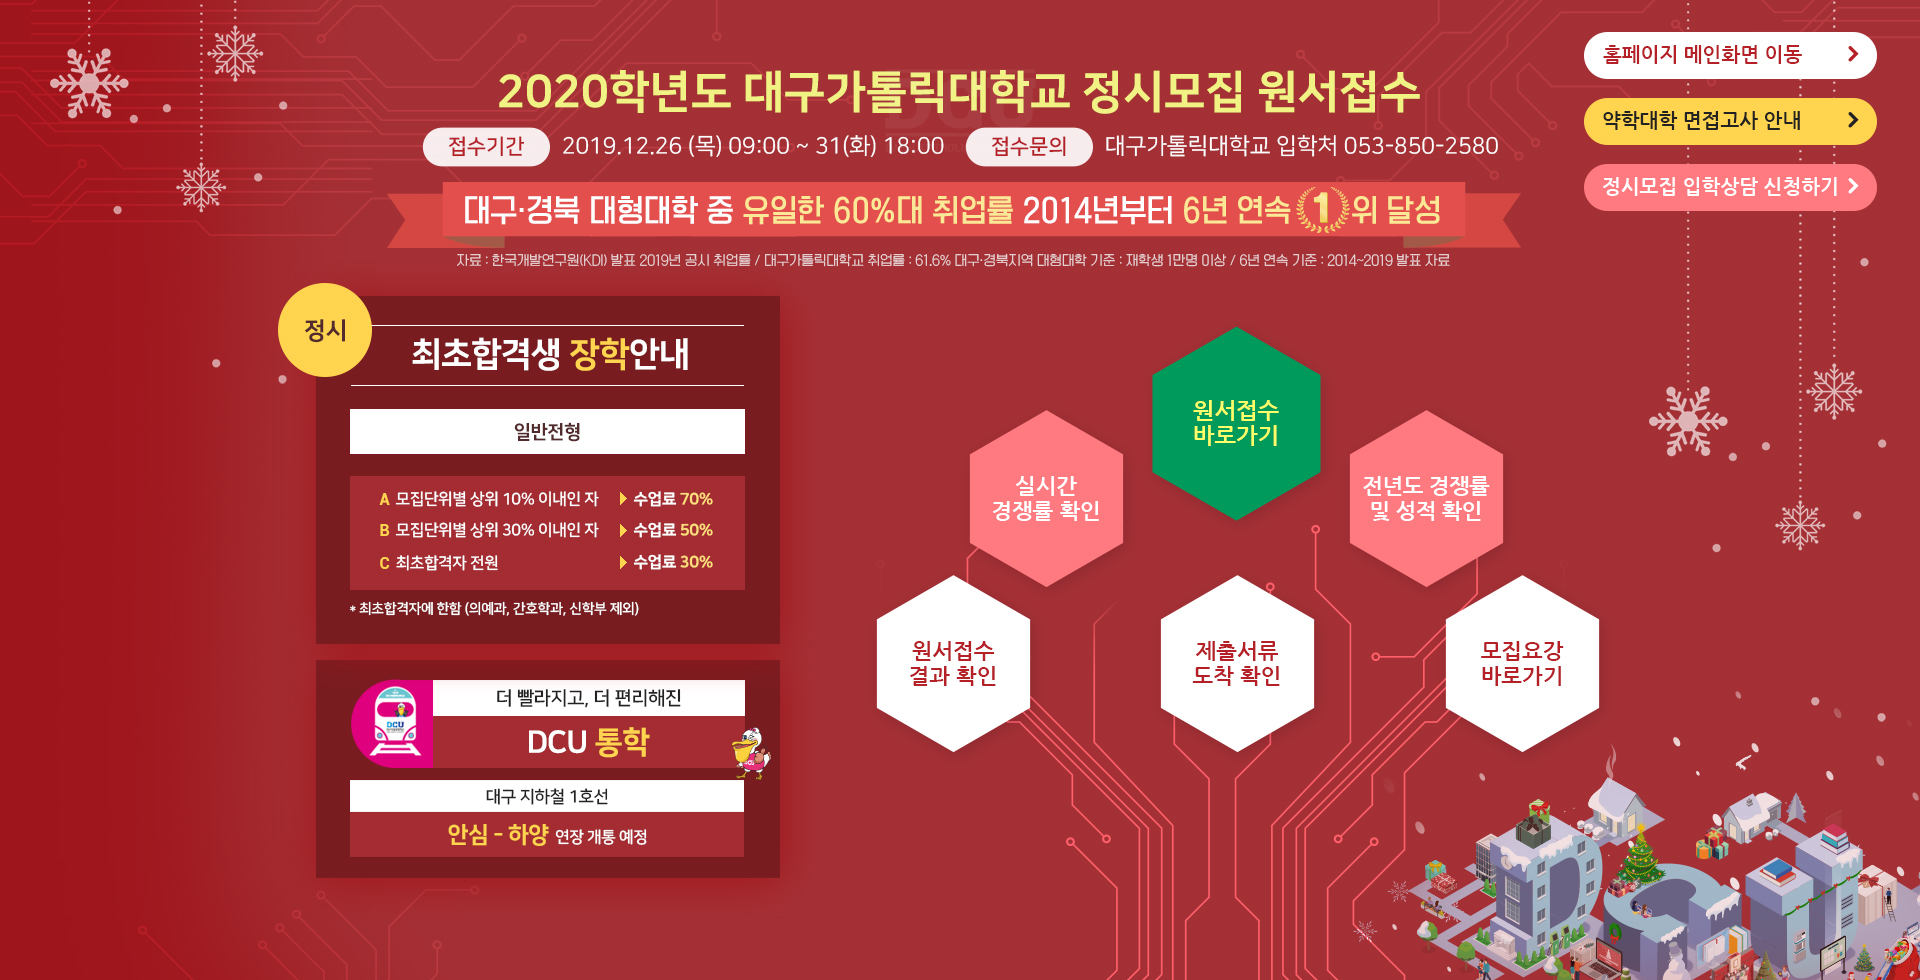 2020학년도 대구가톨릭대학교 정시모집 원서접수
접수기간 2019.12.26 (목) 09:00 ~ 31(화) 18:00 접수문의 대구가톨릭대학교 입학처 053-850-2580
대구·경북 대형대학 중 유일한 60%대 취업률 2014년부터 6년 연속 1위 달성
자료 : 한국개발연구원(KDI) 발표 2019년 공시 취업률 / 대구가톨릭대학교 취업률 : 61.6% 대구·경북지역 대형대학 기준 : 재학생 1만명 이상 / 6년 연속 기준 : 2014~2019 발표 자료
홈페이지 메인화면 이동
약학대학 면접고사 안내
정시모집 입학상담 신청하기
정시
최초합격생 장학안내
일반전형
A 모집단위별 상위 10% 이내인 자 수업료 70%
B 모집단위별 상위 30% 이내인 자 수업료 50%
C 최초합격자 전원 수업료 30%
* 최초합격자에 한함 (의예과, 간호학과, 신학부 제외)
더 빨라지고, 더 편리해진
DCU
DCU 통학
대구 지하철 1호선
안심 - 하양 연장 개통 예정
원서접수
바로가기
실시간
경쟁률 확인
전년도 경쟁률
및 성적 확인
원서접수
결과 확인
제출서류
도착 확인
모집요강
바로가기
DCU